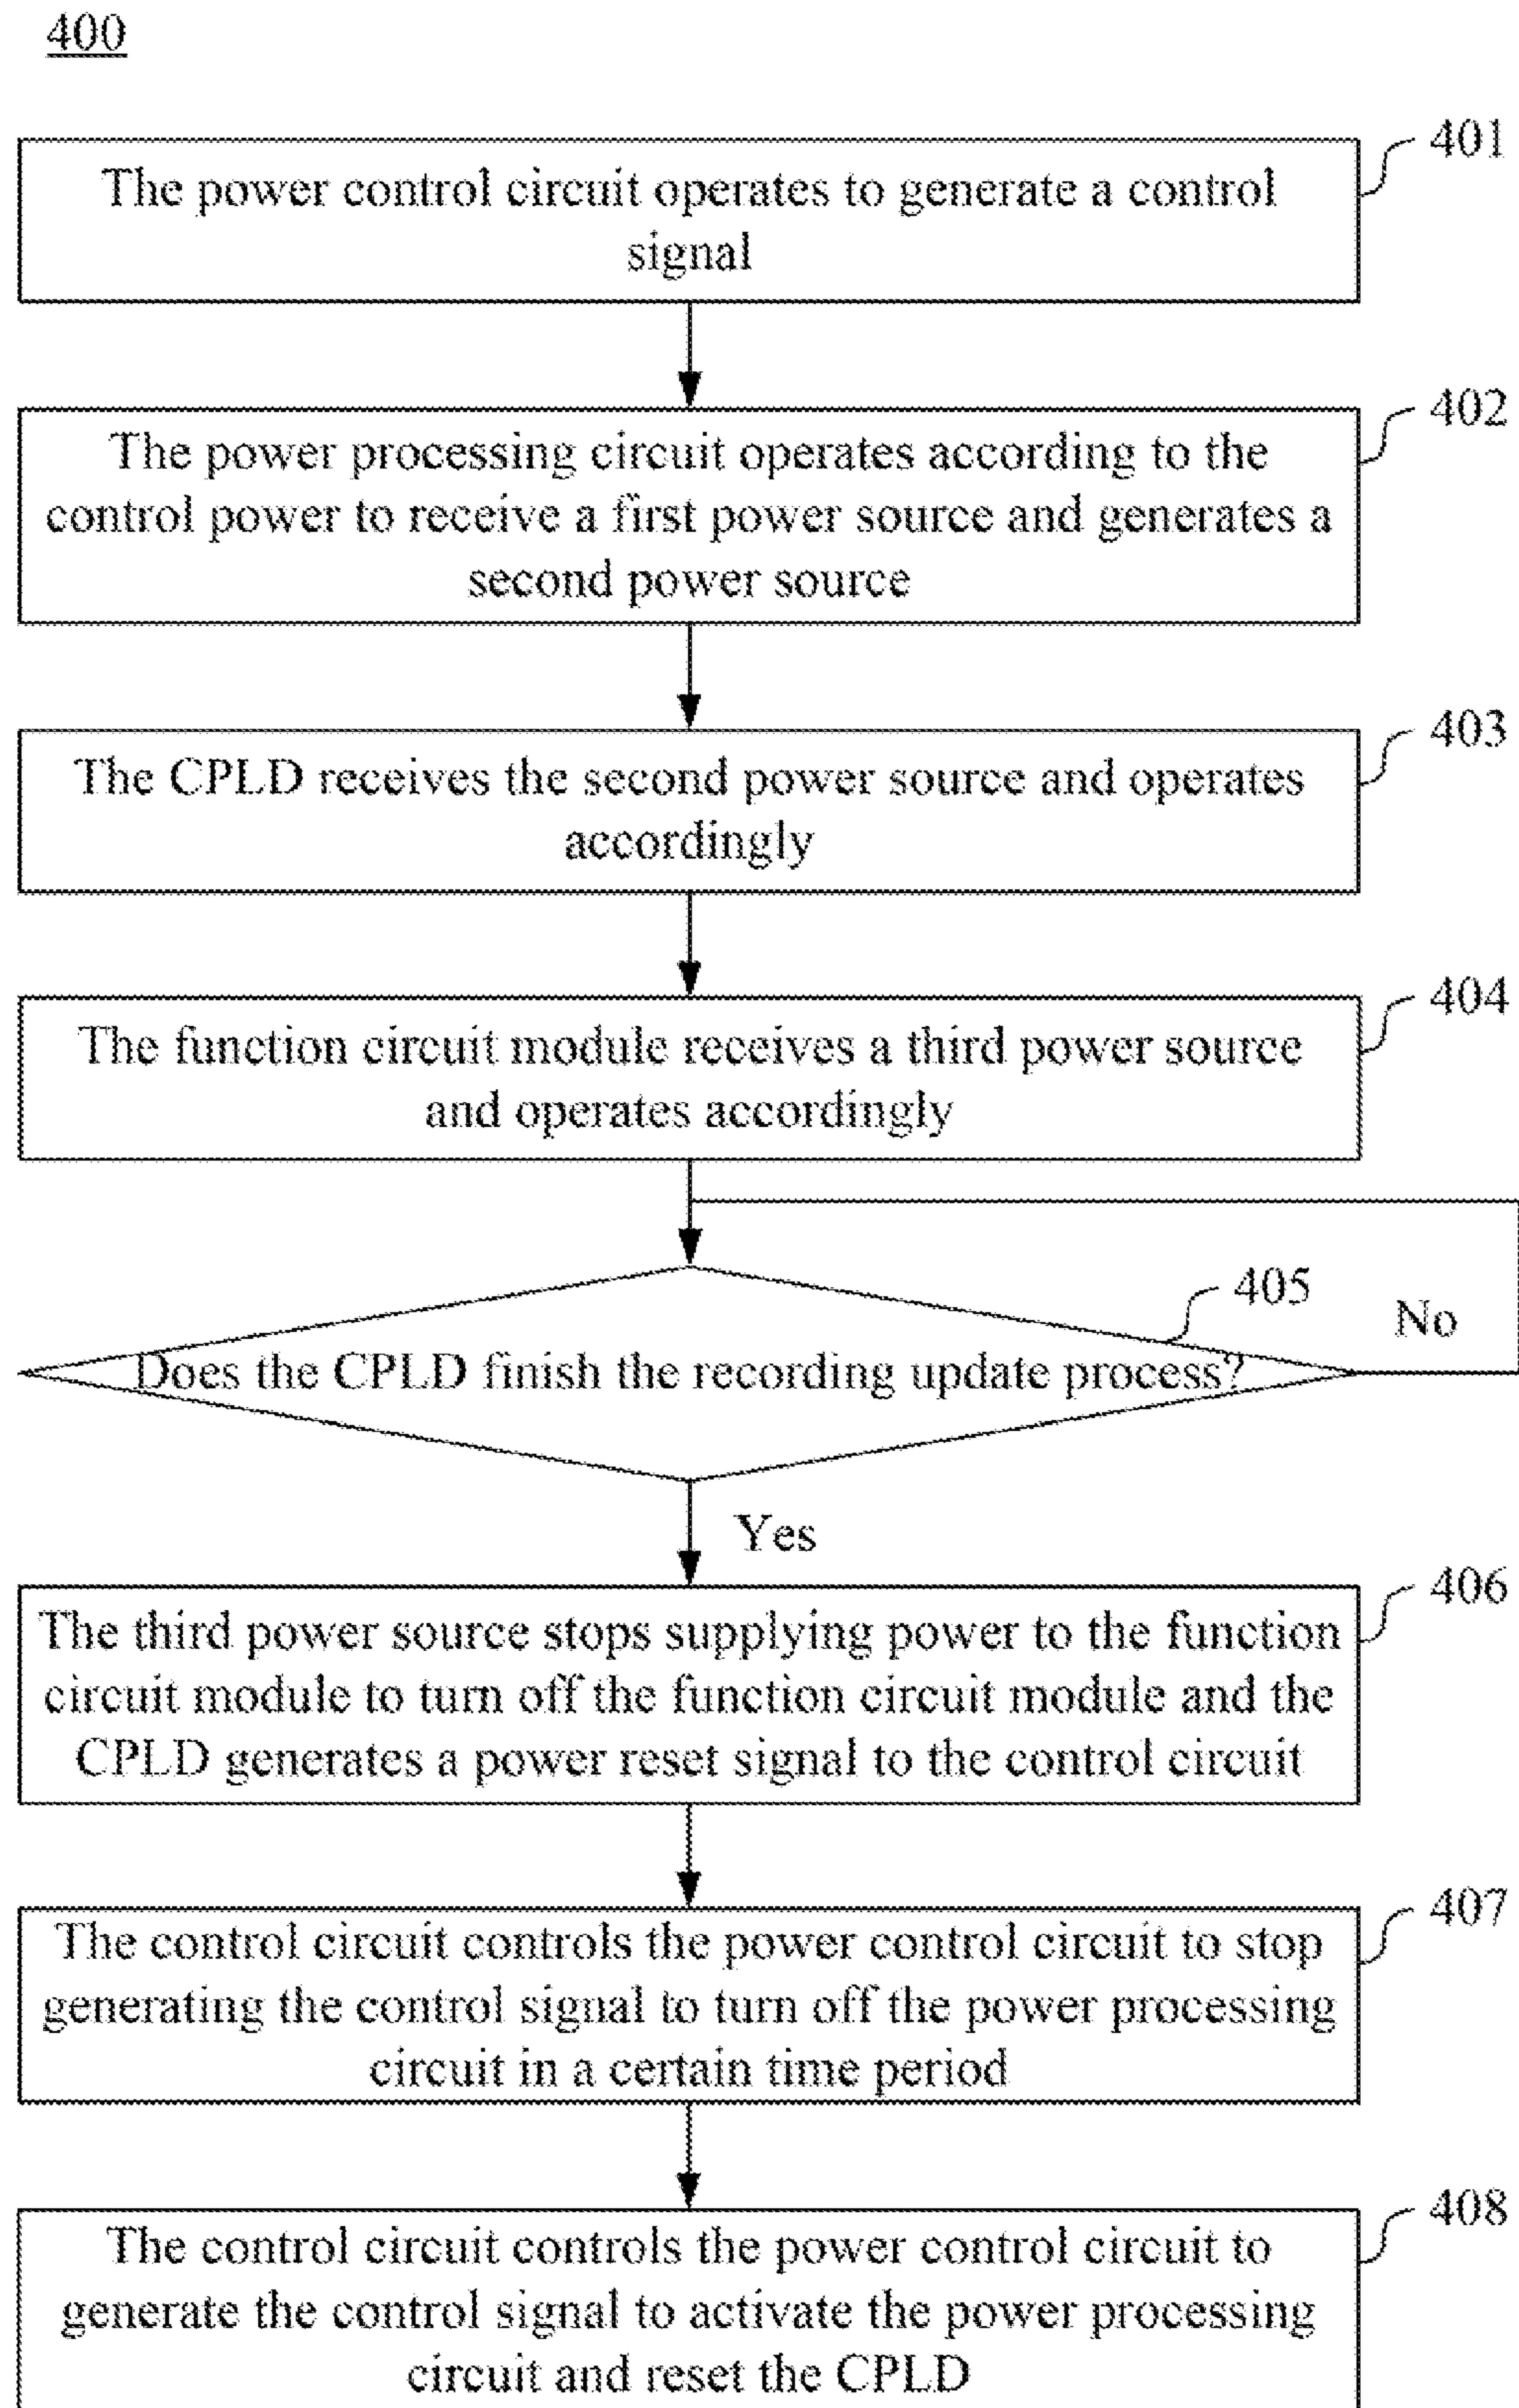 400
401
The power control circuit operates to generate a control
signal
402
The power processing circuit operates according to the
control power to receive a first power source and generates a
second power source
403
The CPLD receives the second power source and operates
accordingly
404
The function circuit module receives a third power source
and operates accordingly
405
No
Does the CPLD finish the recording update process?
Yes
406
The third power source stops supplying power to the function
circuit module to turn off the function circuit module and the
CPLD generates a power reset signal to the control circuit
407
The control circuit controls the power control circuit to stop
generating the control signal to turn off the power processing
circuit in a certain time period
408
The control circuit controls the power control circuit to
generate the control signal to activate the power processing
circuit and reset the CPLD